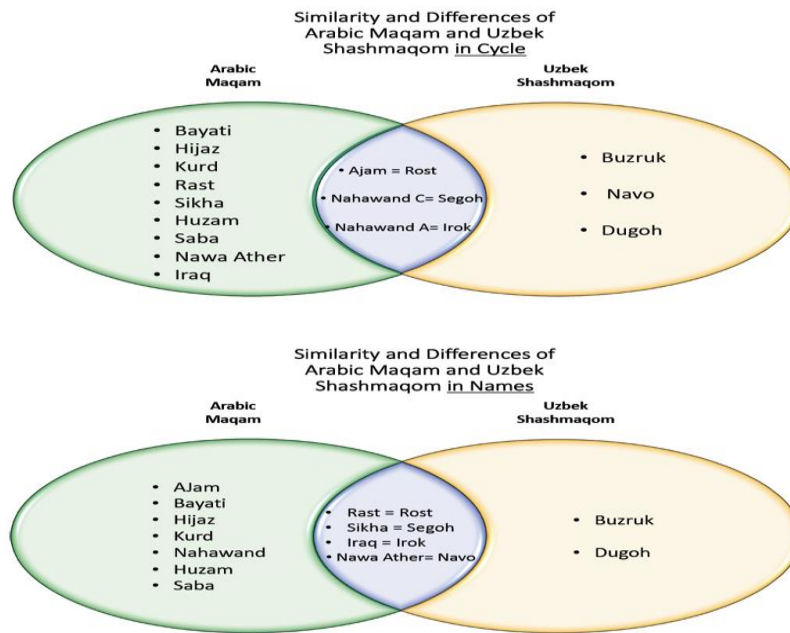 Similarity and Differences of
Arabic Maqam and Uzbek
Shashmaqom in Cycle
Arabic
Maqam
Uzbek
Shashmaqom
• Bayati
• Hijaz
• Kurd
• Rast
• Sikha
• Huzam
• Saba
• Nawa Ather
• Iraq
• Ajam = Rost
• Nahawand C= Segoh
• Nahawand A= Irok
• Buzruk
• Navo
• Dugoh
Similarity and Differences of
Arabic Maqam and Uzbek
Shashmaqom in Names
Arabic
Maqam
Uzbek
Shashmaqom
• AJam
• Bayati
• Hijaz
• Kurd
• Nahawand
• Huzam
• Saba
• Rast = Rost
• Sikha = Segoh
• Iraq = Irok
• Nawa Ather= Navo
• Buzruk
• Dugoh